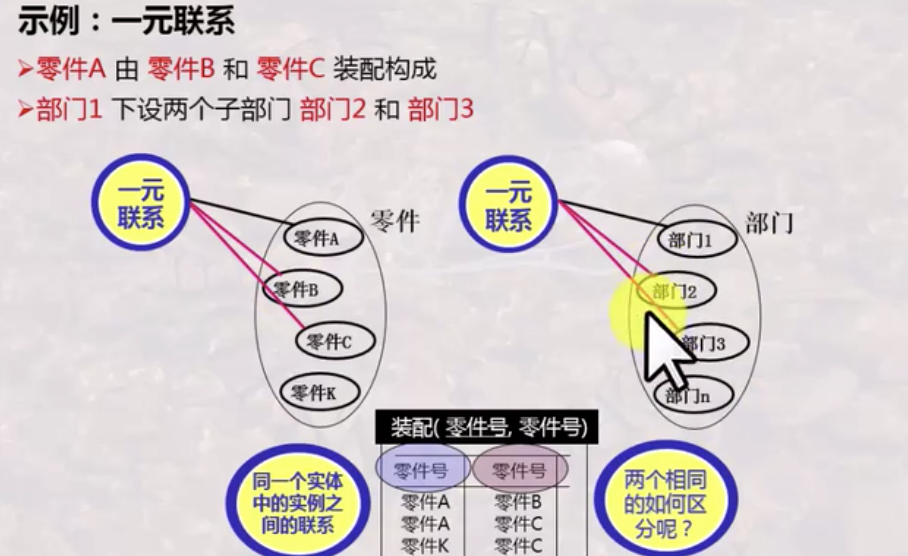 示例：一元联系
➢零件A 由 零件B 和 零件C 装配构成
➢部门1 下设两个子部门 部门2 和 部门3
一元
联系
零件
零件A
零件B
零件C
零件K
一元
联系
部门
部门1
部门2
部门3
部门n
装配( 零件号, 零件号)
零件号 零件号
零件A 零件B
零件A 零件C
零件K 零件C
同一个实体
中的实例之
间的联系
两个相同
的如何区
分呢？